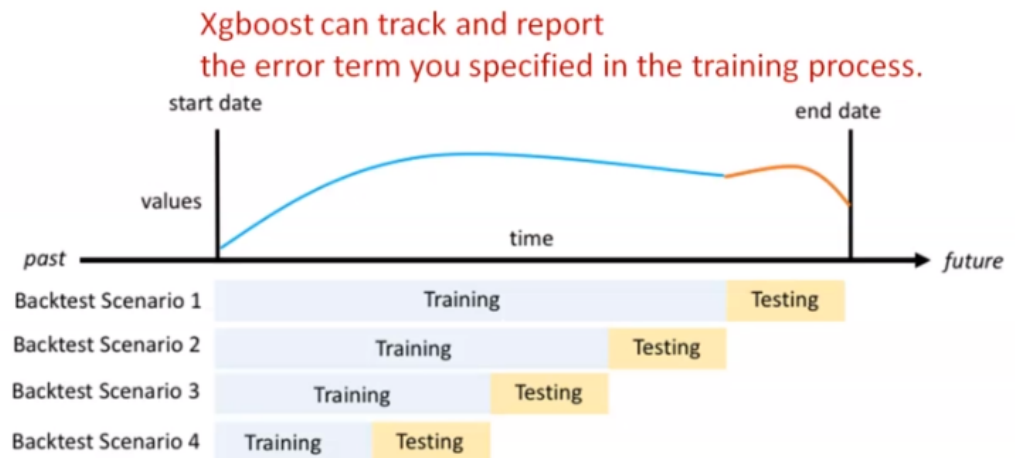 Xgboost can track and report
the error term you specified in the training process.
start date
end date
values
time
past
future
Backtest Scenario 1 Training Testing
Backtest Scenario 2 Training Testing
Backtest Scenario 3 Training Testing
Backtest Scenario 4 Training Testing